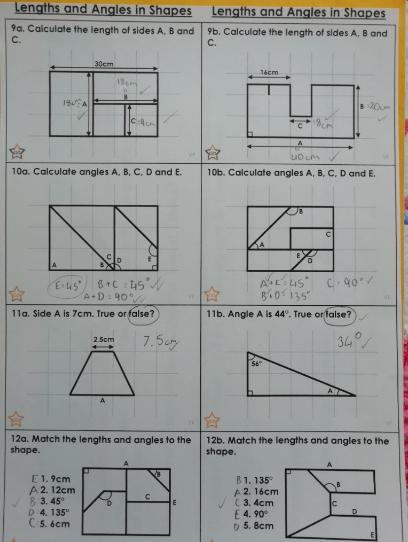 Lengths and Angles in Shapes
Lengths and Angles in Shapes
9a. Calculate the length of sides A, B and
C.
30cm
18cm
B
18cm
A
C
=9cm
9b. Calculate the length of sides A, B and
C.
16cm
B
=20cm
C
8cm
A
40cm
10a. Calculate angles A, B, C, D and E.
E
C
A
B
D
E=45° B+C=45°
A+D=90°
10b. Calculate angles A, B, C, D and E.
B
C
A
E
D
A+E=45° C=90°
B+D=135°
11a. Side A is 7cm. True or false?
2.5cm
7.5cm
A
11b. Angle A is 44°. True or false?
34°
56°
A
12a. Match the lengths and angles to the
shape.
A
B
E 1. 9cm
A 2. 12cm
B 3. 45°
D 4. 135°
C 5. 6cm
D
C
E
12b. Match the lengths and angles to the
shape.
A
B 1. 135°
A 2. 16cm
C 3. 4cm
E 4. 90°
D 5. 8cm
B
C
D
E